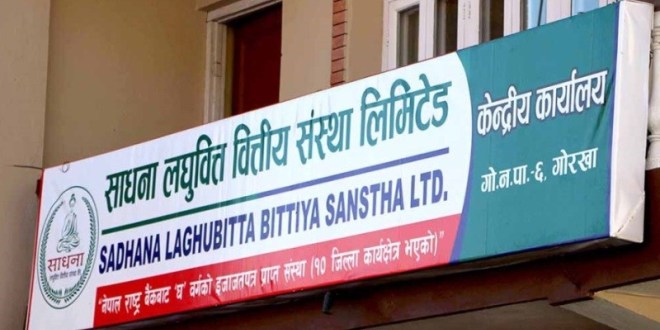 साधना लघुवित्त वित्तीय संस्था लिमिटेड
SADHANA LAGHUBITTA BITTIYA SANSTHA LTD.
"नेपाल राष्ट्र बैंकबाट 'घ' वर्गको इजाजतपत्र प्राप्त संस्था (१० जिल्ला कार्यक्षेत्र भएको)"
केन्द्रीय कार्यालय
गो.न.पा.-६, गोरखा
साधना